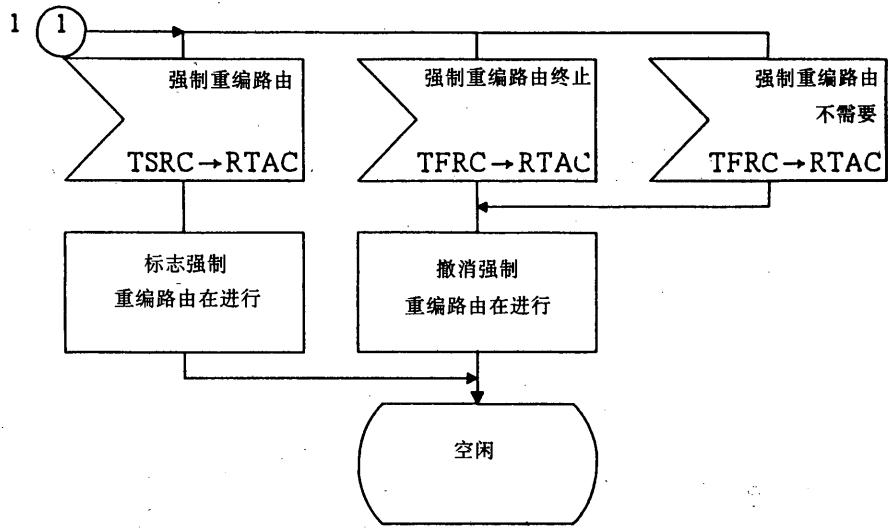 1
1
强制重编路由
TSRC→RTAC
强制重编路由终止
TFRC→RTAC
强制重编路由
不需要
TFRC→RTAC
标志强制
重编路由在进行
撤消强制
重编路由在进行
空闲